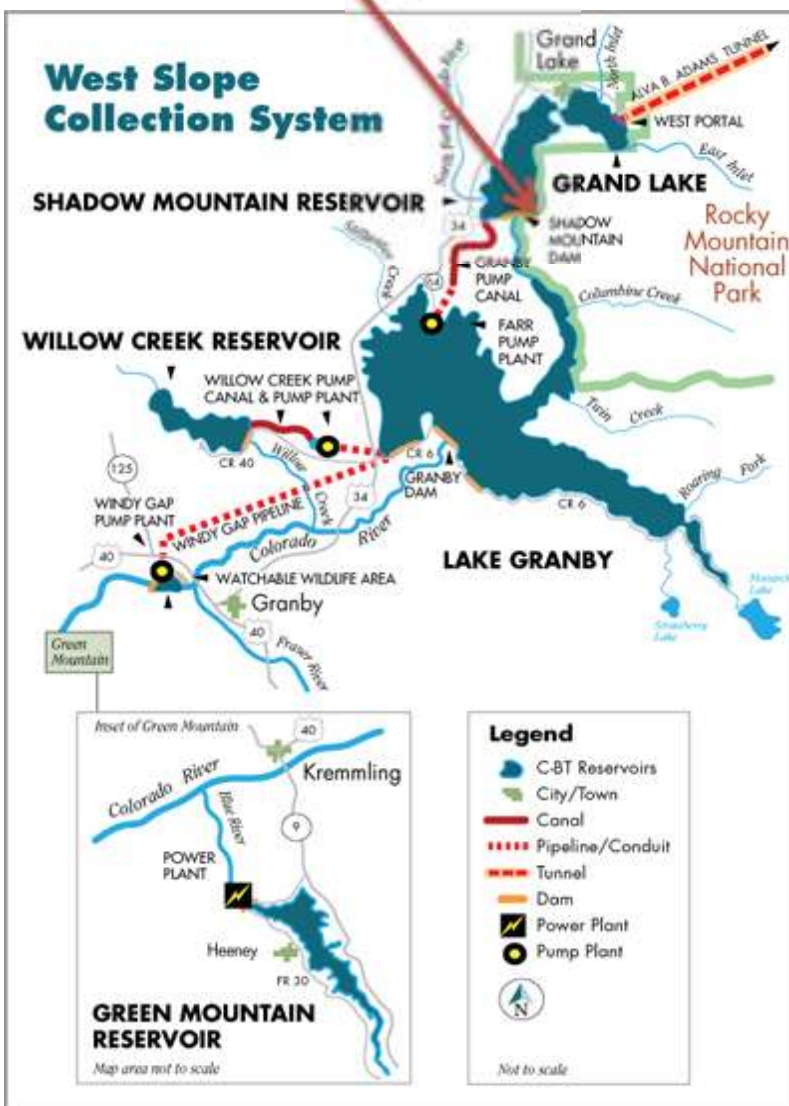 West Slope
Collection System
Grand
Lake
North Inlet
ALVA B. ADAMS TUNNEL
WEST PORTAL
East Inlet
GRAND LAKE
North Fork Colorado River
SHADOW MOUNTAIN RESERVOIR
34
SHADOW
MOUNTAIN
DAM
Rocky
Mountain
National
Park
GRANBY
PUMP
CANAL
Creek
64
Columbine Creek
FARR
PUMP
PLANT
WILLOW CREEK RESERVOIR
WILLOW CREEK PUMP
CANAL & PUMP PLANT
Twin Creek
CR 40
Willow
Creek
CR 6
GRANBY
DAM
125
34
CR 6
Roaring Fork
WINDY GAP
PUMP PLANT
WINDY GAP PIPELINE
Colorado River
LAKE GRANBY
40
WATCHABLE WILDLIFE AREA
Granby
40
Fraser River
Strawberry
Lake
Monarch
Lake
Green
Mountain
Inset of Green Mountain
40
Kremmling
Colorado River
Blue River
9
POWER
PLANT
Heeney
FR 30
GREEN MOUNTAIN
RESERVOIR
Map area not to scale
Legend
C-BT Reservoirs
City/Town
Canal
Pipeline/Conduit
Tunnel
Dam
Power Plant
Pump Plant
N
Not to scale